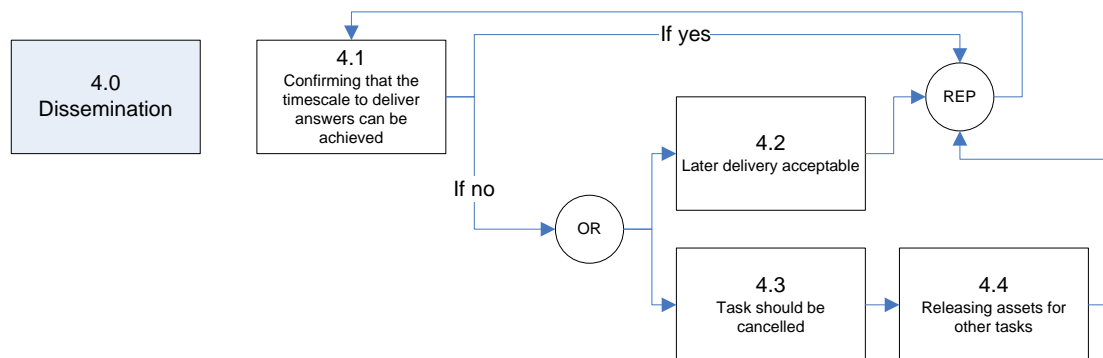 4.0
Dissemination
4.1
Confirming that the
timescale to deliver
answers can be
achieved
If yes
REP
4.2
Later delivery acceptable
If no
OR
4.3
Task should be
cancelled
4.4
Releasing assets for
other tasks